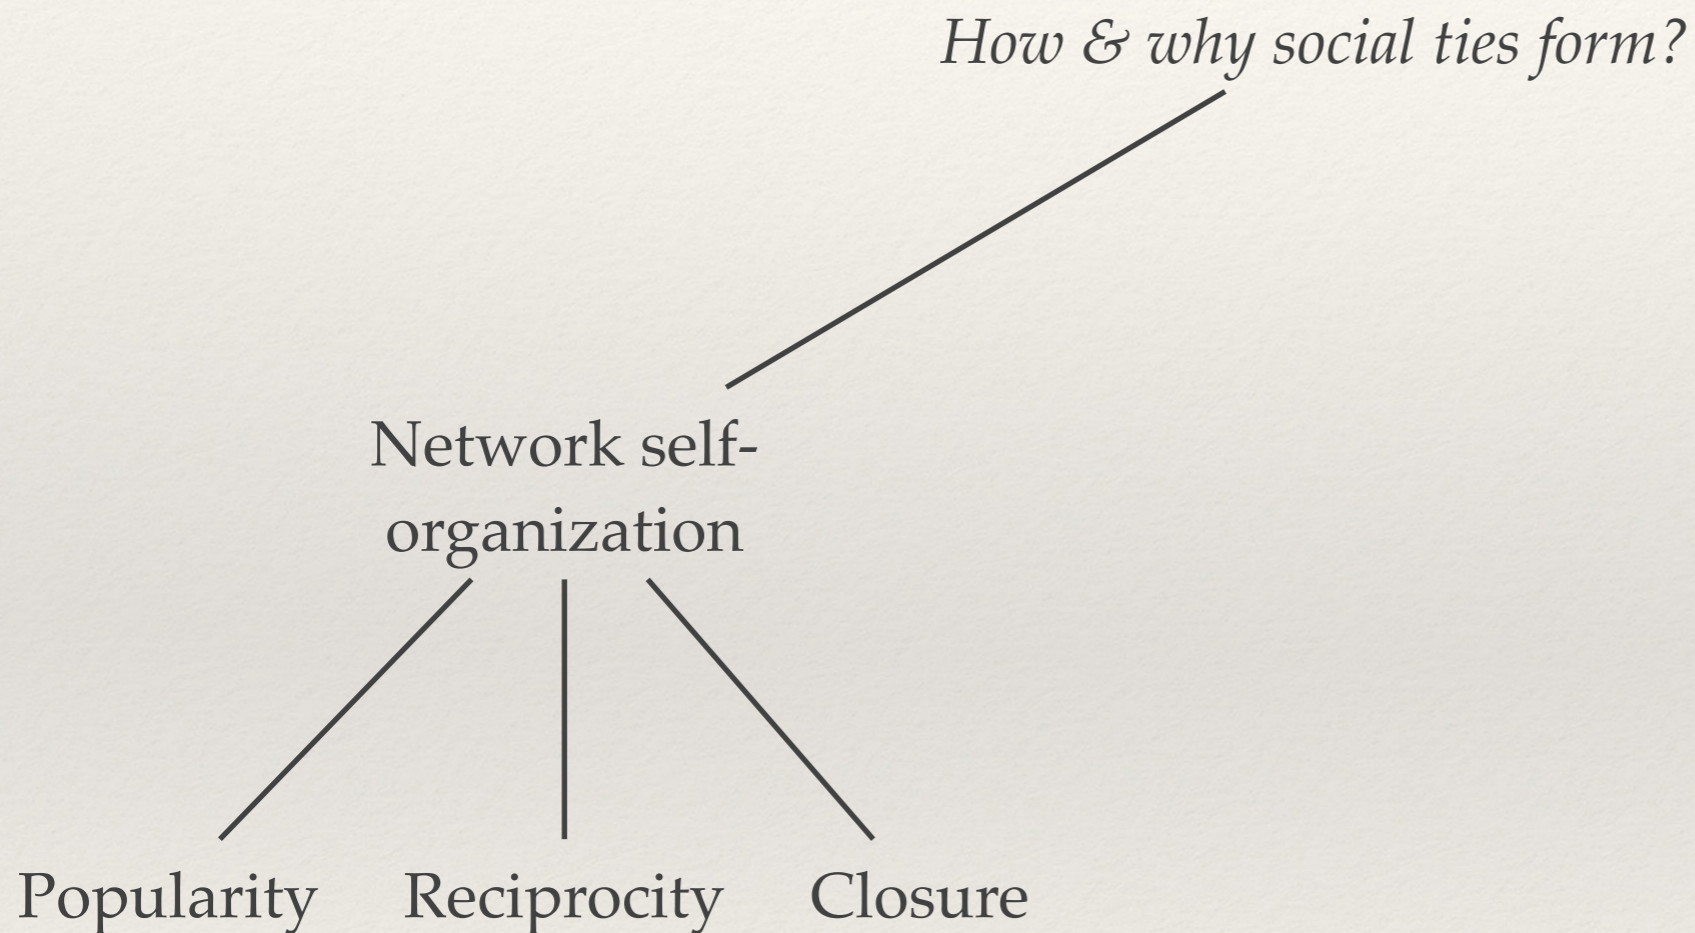 How & why social ties form?
Network self-
organization
Popularity
Reciprocity
Closure